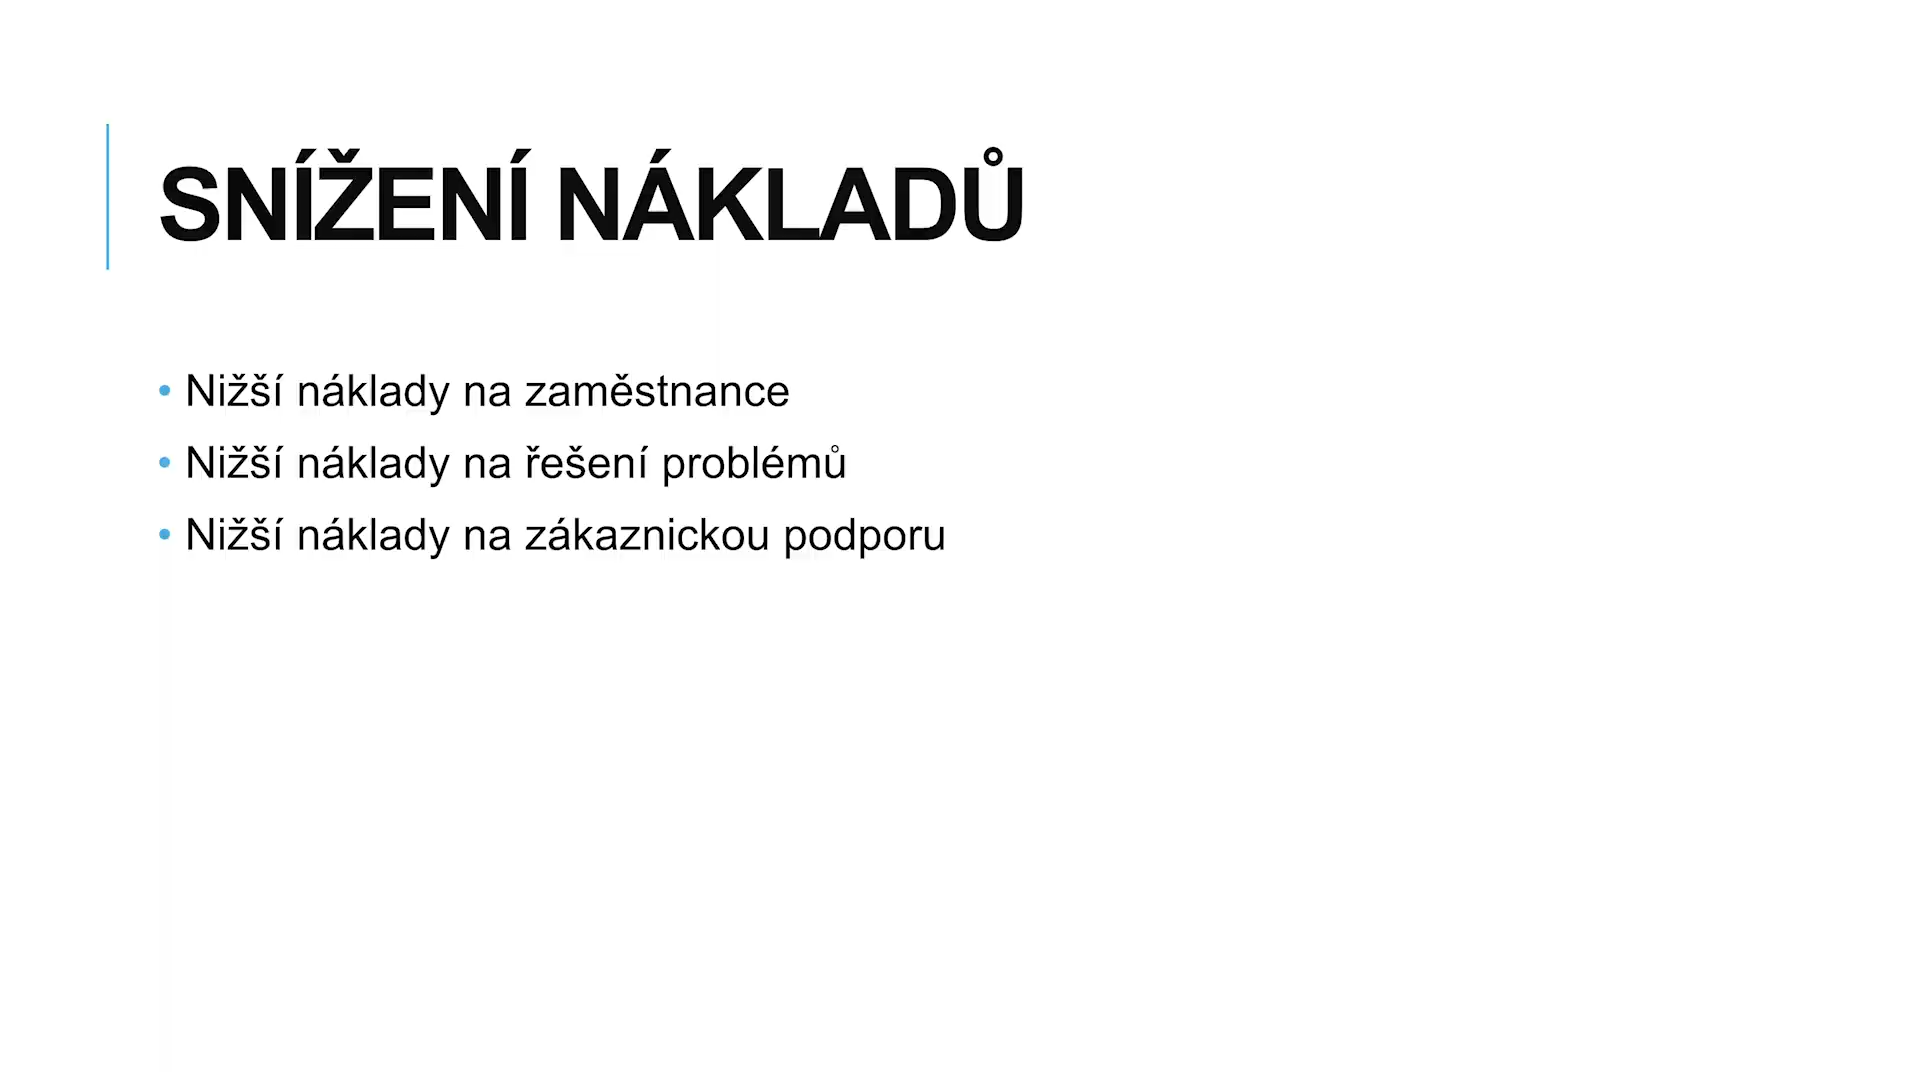 SNÍŽENÍ NÁKLADŮ
• Nižší náklady na zaměstnance
• Nižší náklady na řešení problémů
• Nižší náklady na zákaznickou podporu